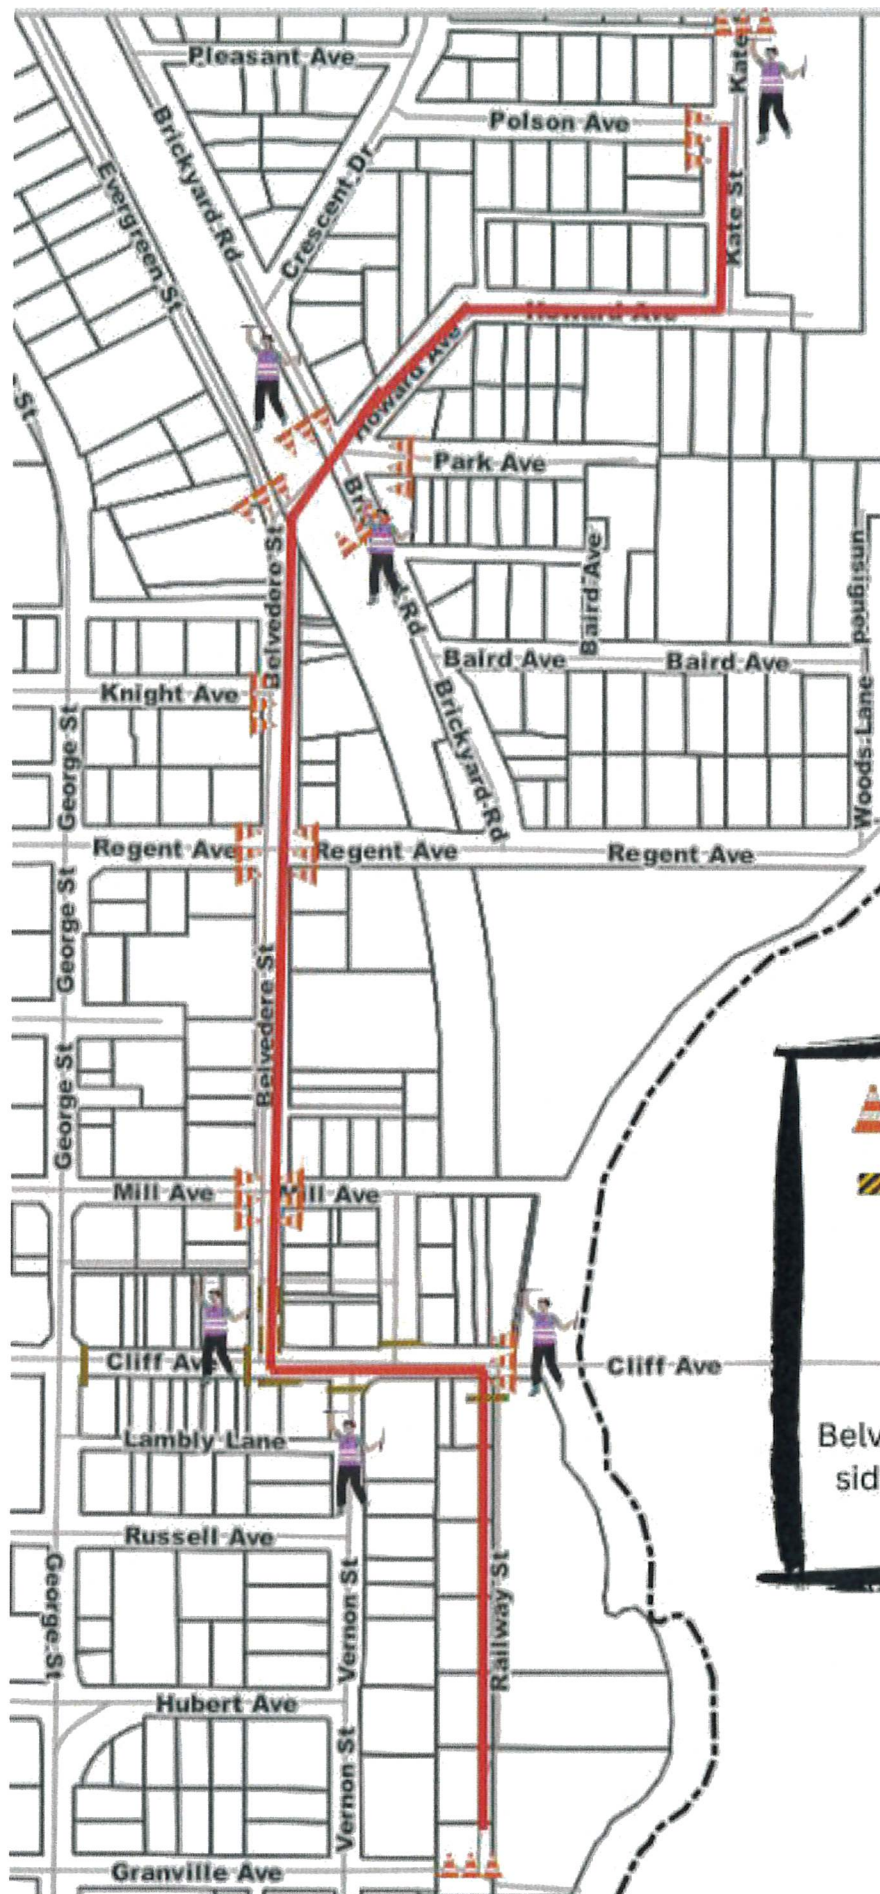 Pleasant Ave
Kate
Polson Ave
Brickyard Rd
Crescent Dr
Evergreen St
Kate St
Howard Ave
Howard Ave
St
Park Ave
Belvedere St
Rd
Baird Ave
unsigned
Baird Ave
Baird Ave
Knight Ave
Brickyard Rd
Woods Lane
George St
Regent Ave
Regent Ave
Regent Ave
George St
Belvedere St
George St
Mill Ave
Mill Ave
Cliff Ave
Cliff Ave
Belv
sid
Lambly Lane
Russell Ave
George St
Vernon St
Railway St
Hubert Ave
Vernon St
Granville Ave